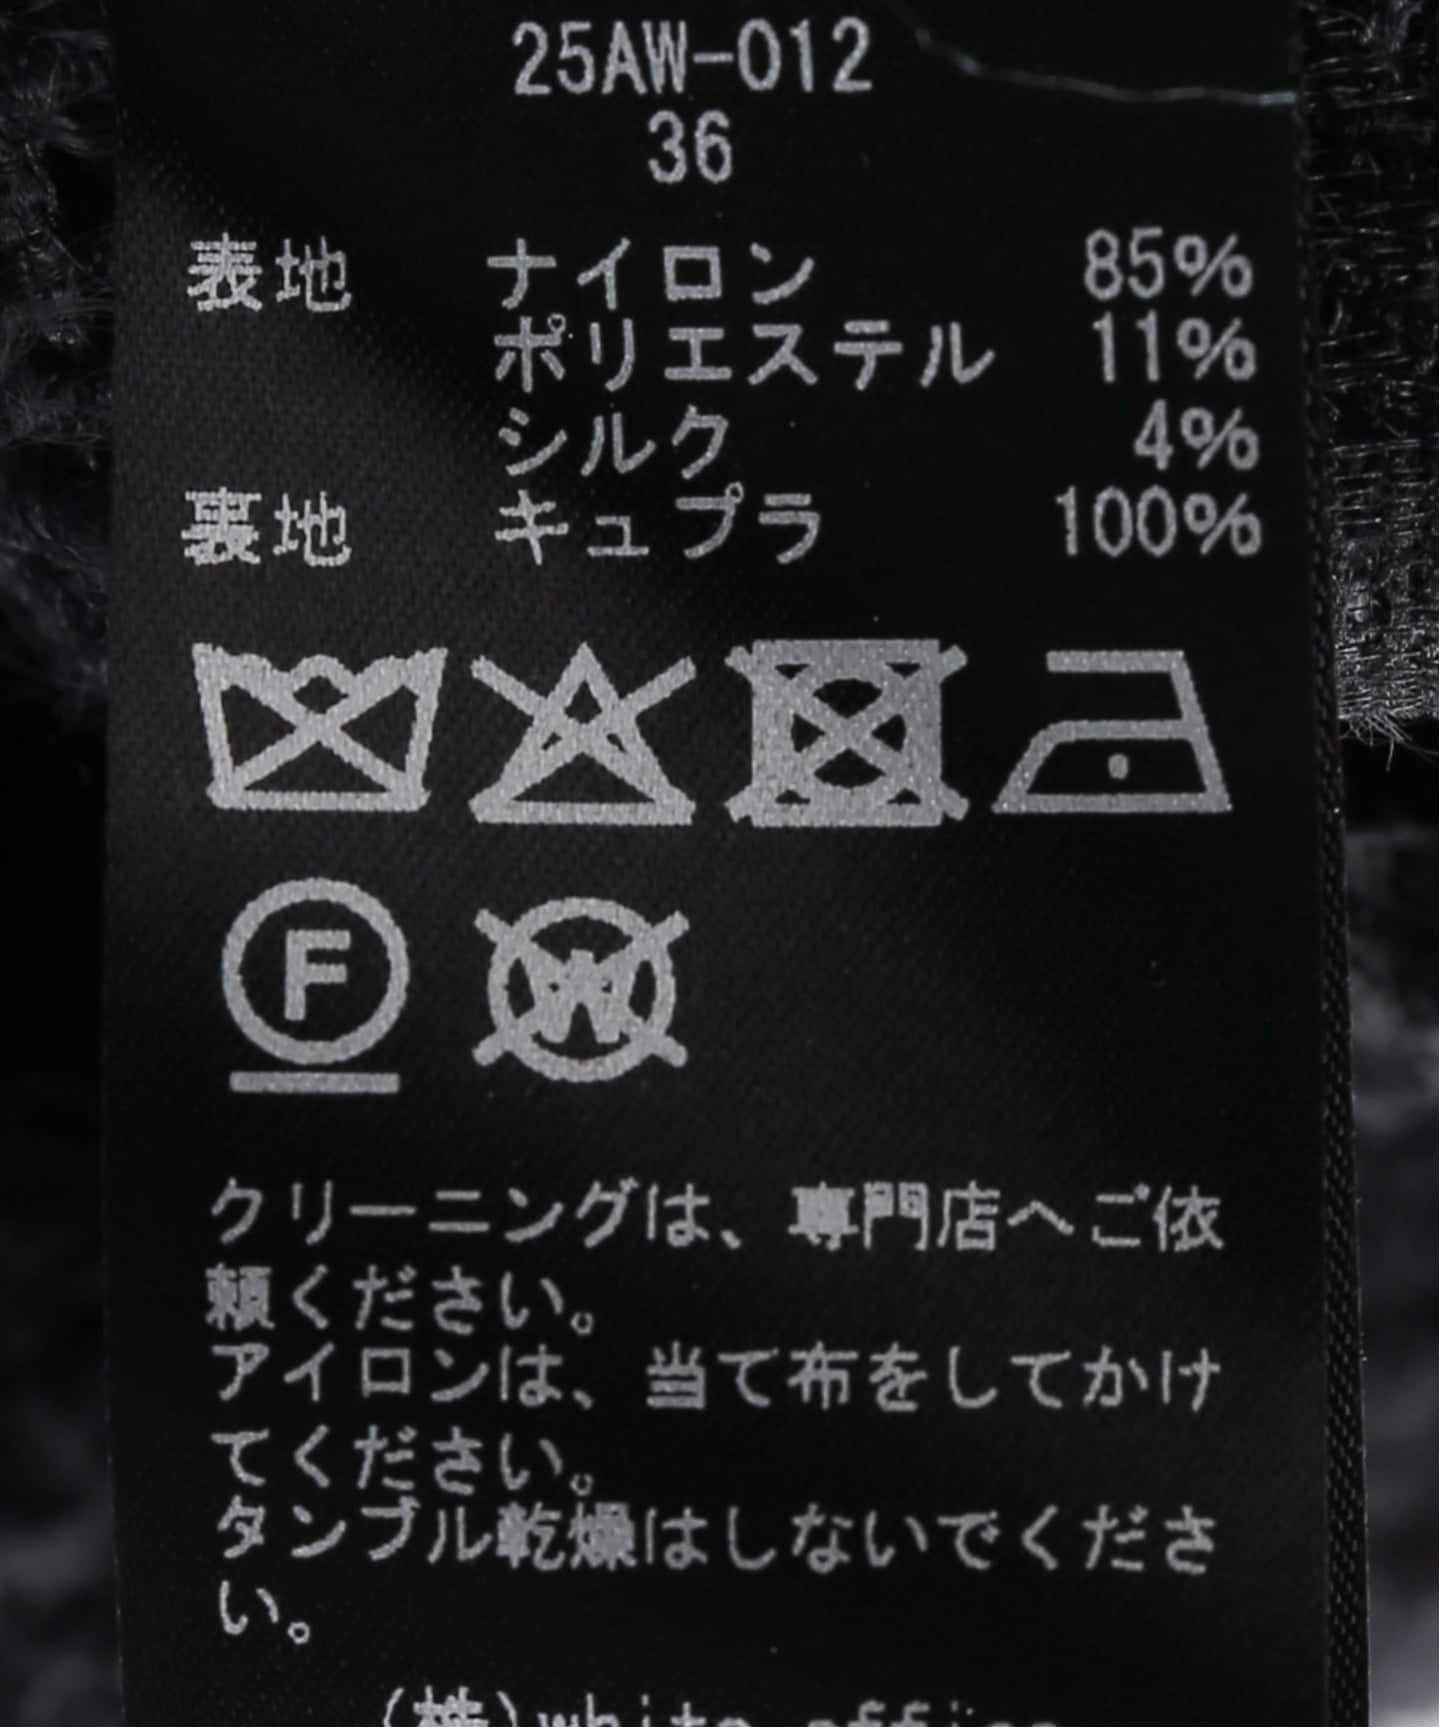 25AW-012
36
表地 ナイロン 85%
ポリエステル 11%
シルク 4%
裏地 キュプラ 100%
F W
クリーニングは、専門店へご依
頼ください。
アイロンは、当て布をしてかけ
てください。
タンブル乾燥はしないでくださ
い。
(株)white office